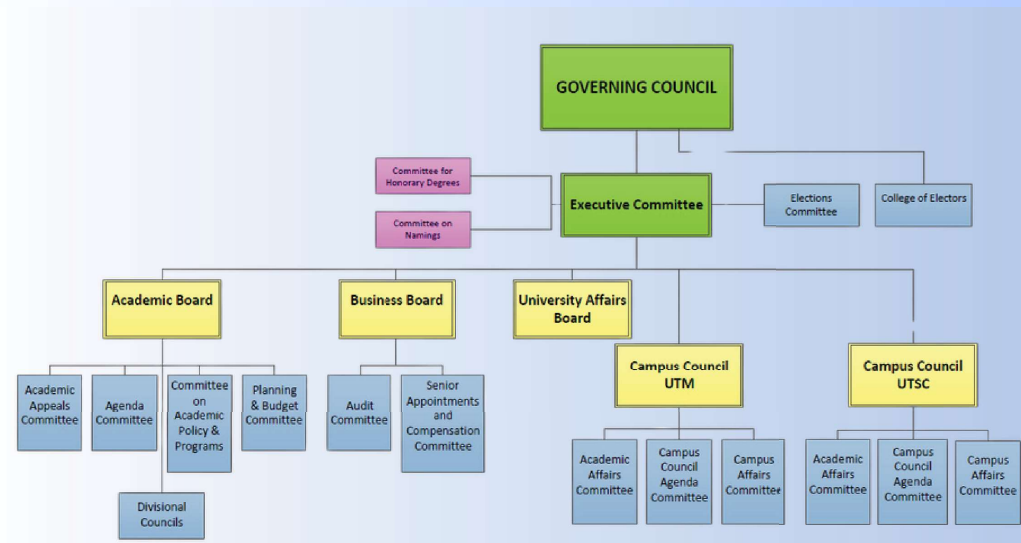 GOVERNING COUNCIL
Committee for
Honorary Degrees
Executive Committee
Elections
Committee
College of Electors
Committee on
Namings
Academic Board
Business Board
University Affairs
Board
Campus Council
UTM
Campus Council
UTSC
Academic
Appeals
Committee
Agenda
Committee
Committee
on
Academic
Policy &
Programs
Planning
& Budget
Committee
Audit
Committee
Senior
Appointments
and
Compensation
Committee
Academic
Affairs
Committee
Campus
Council
Agenda
Committee
Campus
Affairs
Committee
Academic
Affairs
Committee
Campus
Council
Agenda
Committee
Campus
Affairs
Committee
Divisional
Councils